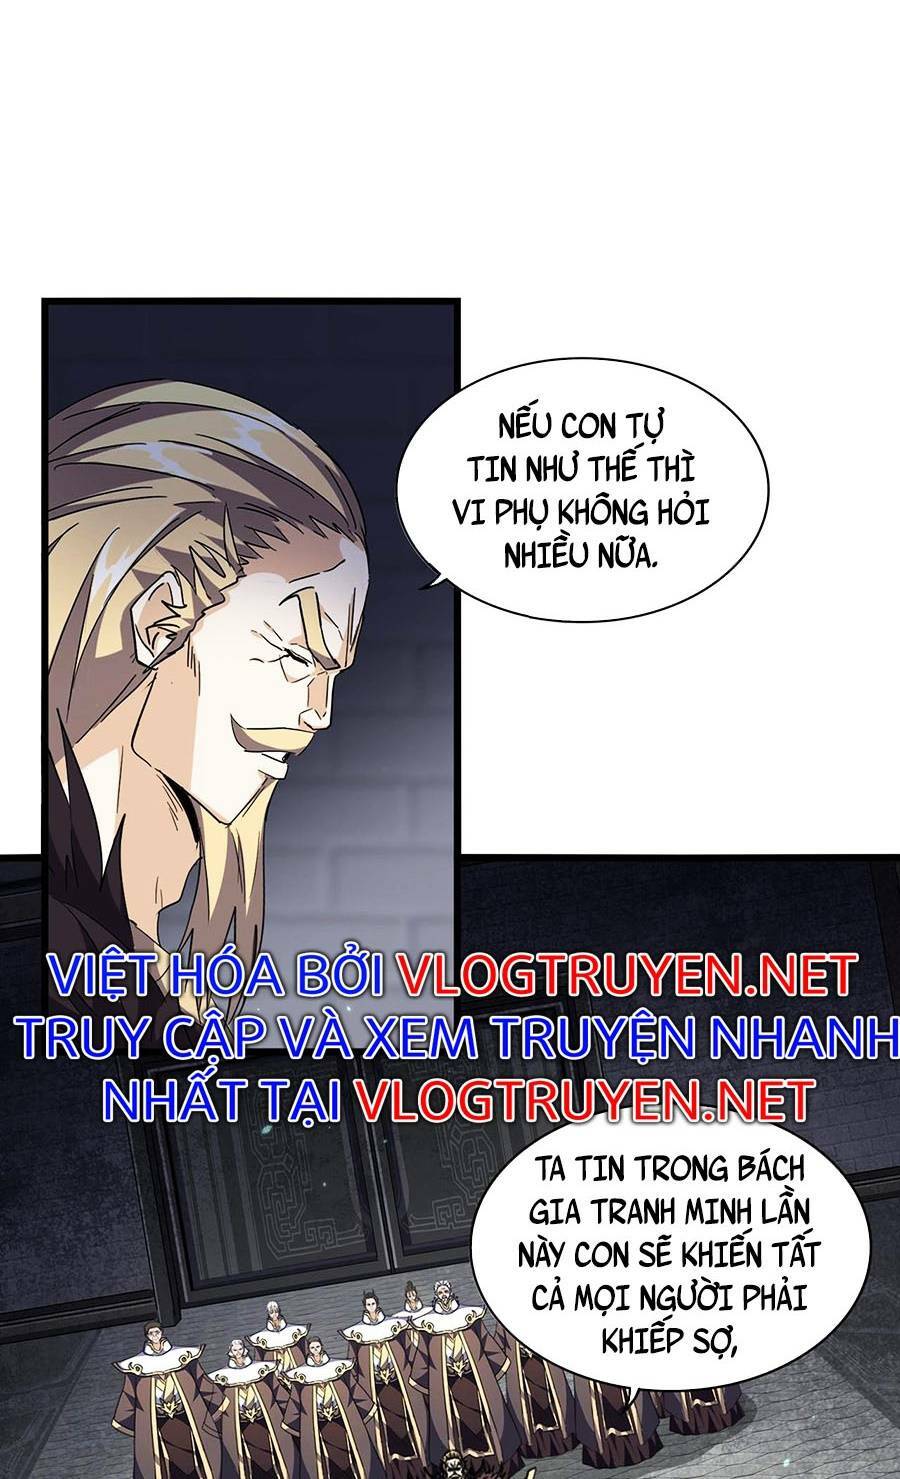 NẾU CON TỰ
TIN NHƯ THẾ THÌ
VI PHỤ KHÔNG HỎI
NHIỀU NỮA.
VIỆT HÓA BỞI VLOGTRUYEN.NET
TRUY CẬP VÀ XEM TRUYỆN NHANH
NHẤT TẠI VLOGTRUYEN.NET
TA TIN TRONG BÁCH
GIA TRANH MINH LẦN
NÀY CON SẼ KHIẾN TẤT
CẢ MỌI NGƯỜI PHẢI
KHIẾP SỢ,